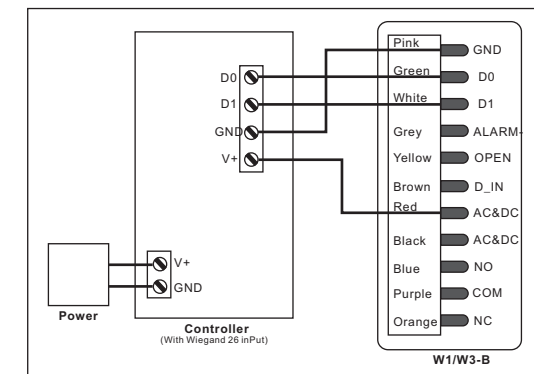 D0
D1
GND
V+
V+
GND
Power
Controller
(With Wiegand 26 inPut)
Pink GND
Green D0
White D1
Grey ALARM-
Yellow OPEN
Brown D_IN
Red AC&DC
Black AC&DC
Blue NO
Purple COM
Orange NC
W1/W3-B